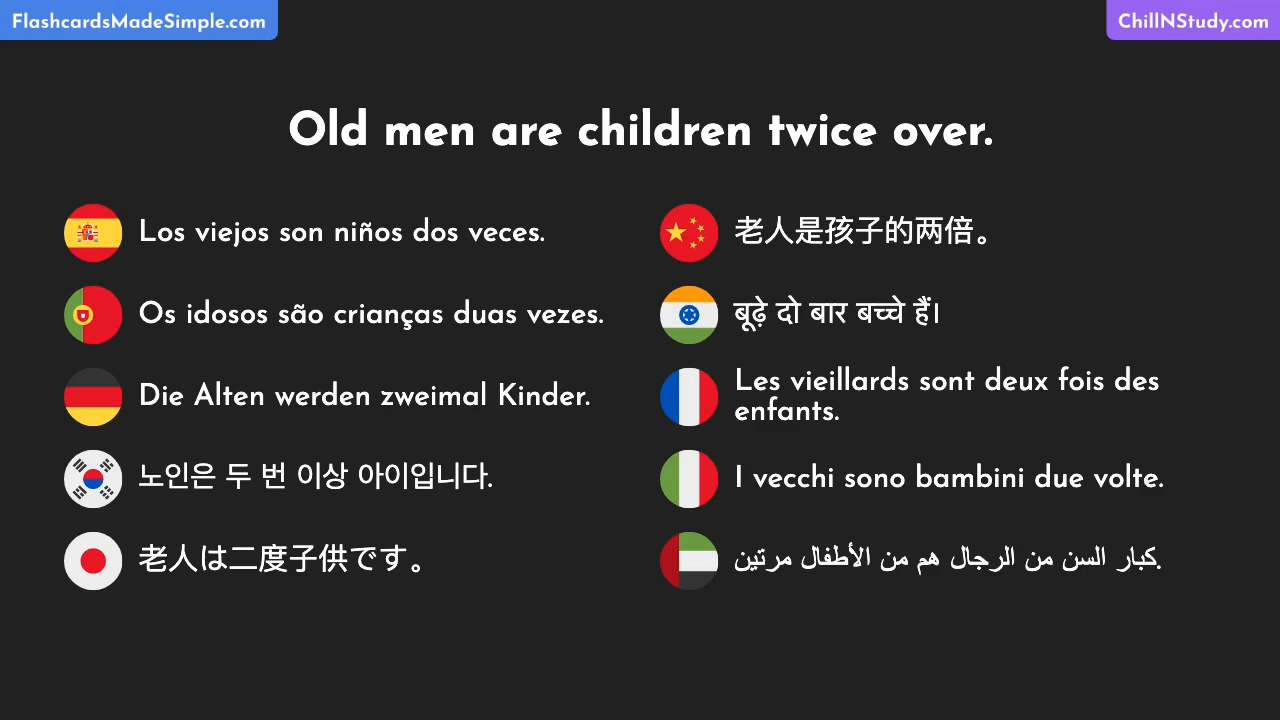 FlashcardsMadeSimple.com
ChillNStudy.com
Old men are children twice over.
Los viejos son niños dos veces.
Os idosos são crianças duas vezes.
Die Alten werden zweimal Kinder.
노인은 두 번 이상 아이입니다.
老人は二度子供です。
老人是孩子的两倍。
बूढ़े दो बार बच्चे हैं।
Les vieillards sont deux fois des
enfants.
I vecchi sono bambini due volte.
كبار السن من الرجال هم من الأطفال مرتين.